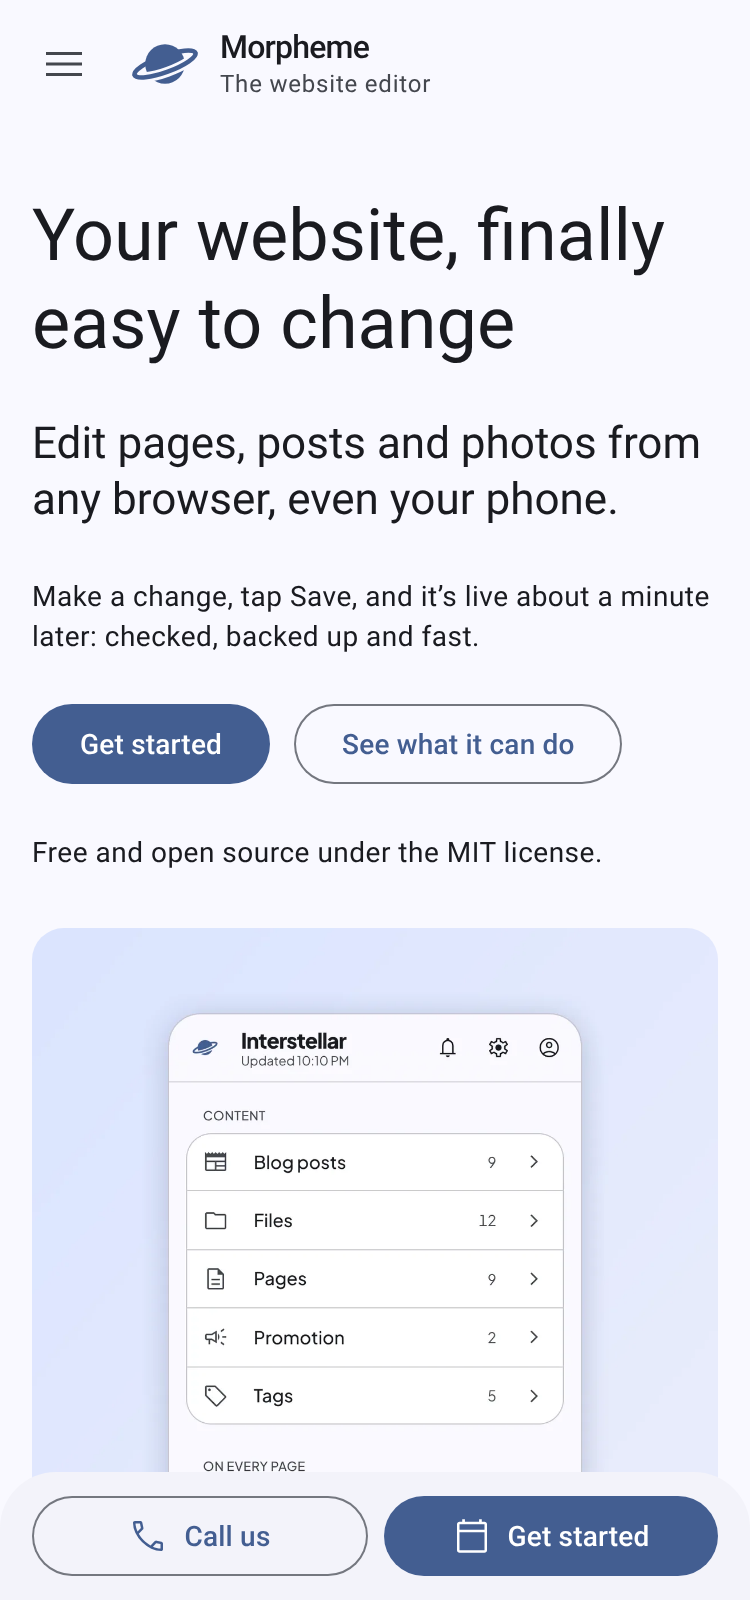 Morpheme
The website editor
Your website, finally
easy to change
Edit pages, posts and photos from
any browser, even your phone.
Make a change, tap Save, and it’s live about a minute
later: checked, backed up and fast.
Get started
See what it can do
Free and open source under the MIT license.
Interstellar
Updated 10:10 PM
CONTENT
Blog posts 9
Files 12
Pages 9
Promotion 2
Tags 5
ON EVERY PAGE
Call us
Get started